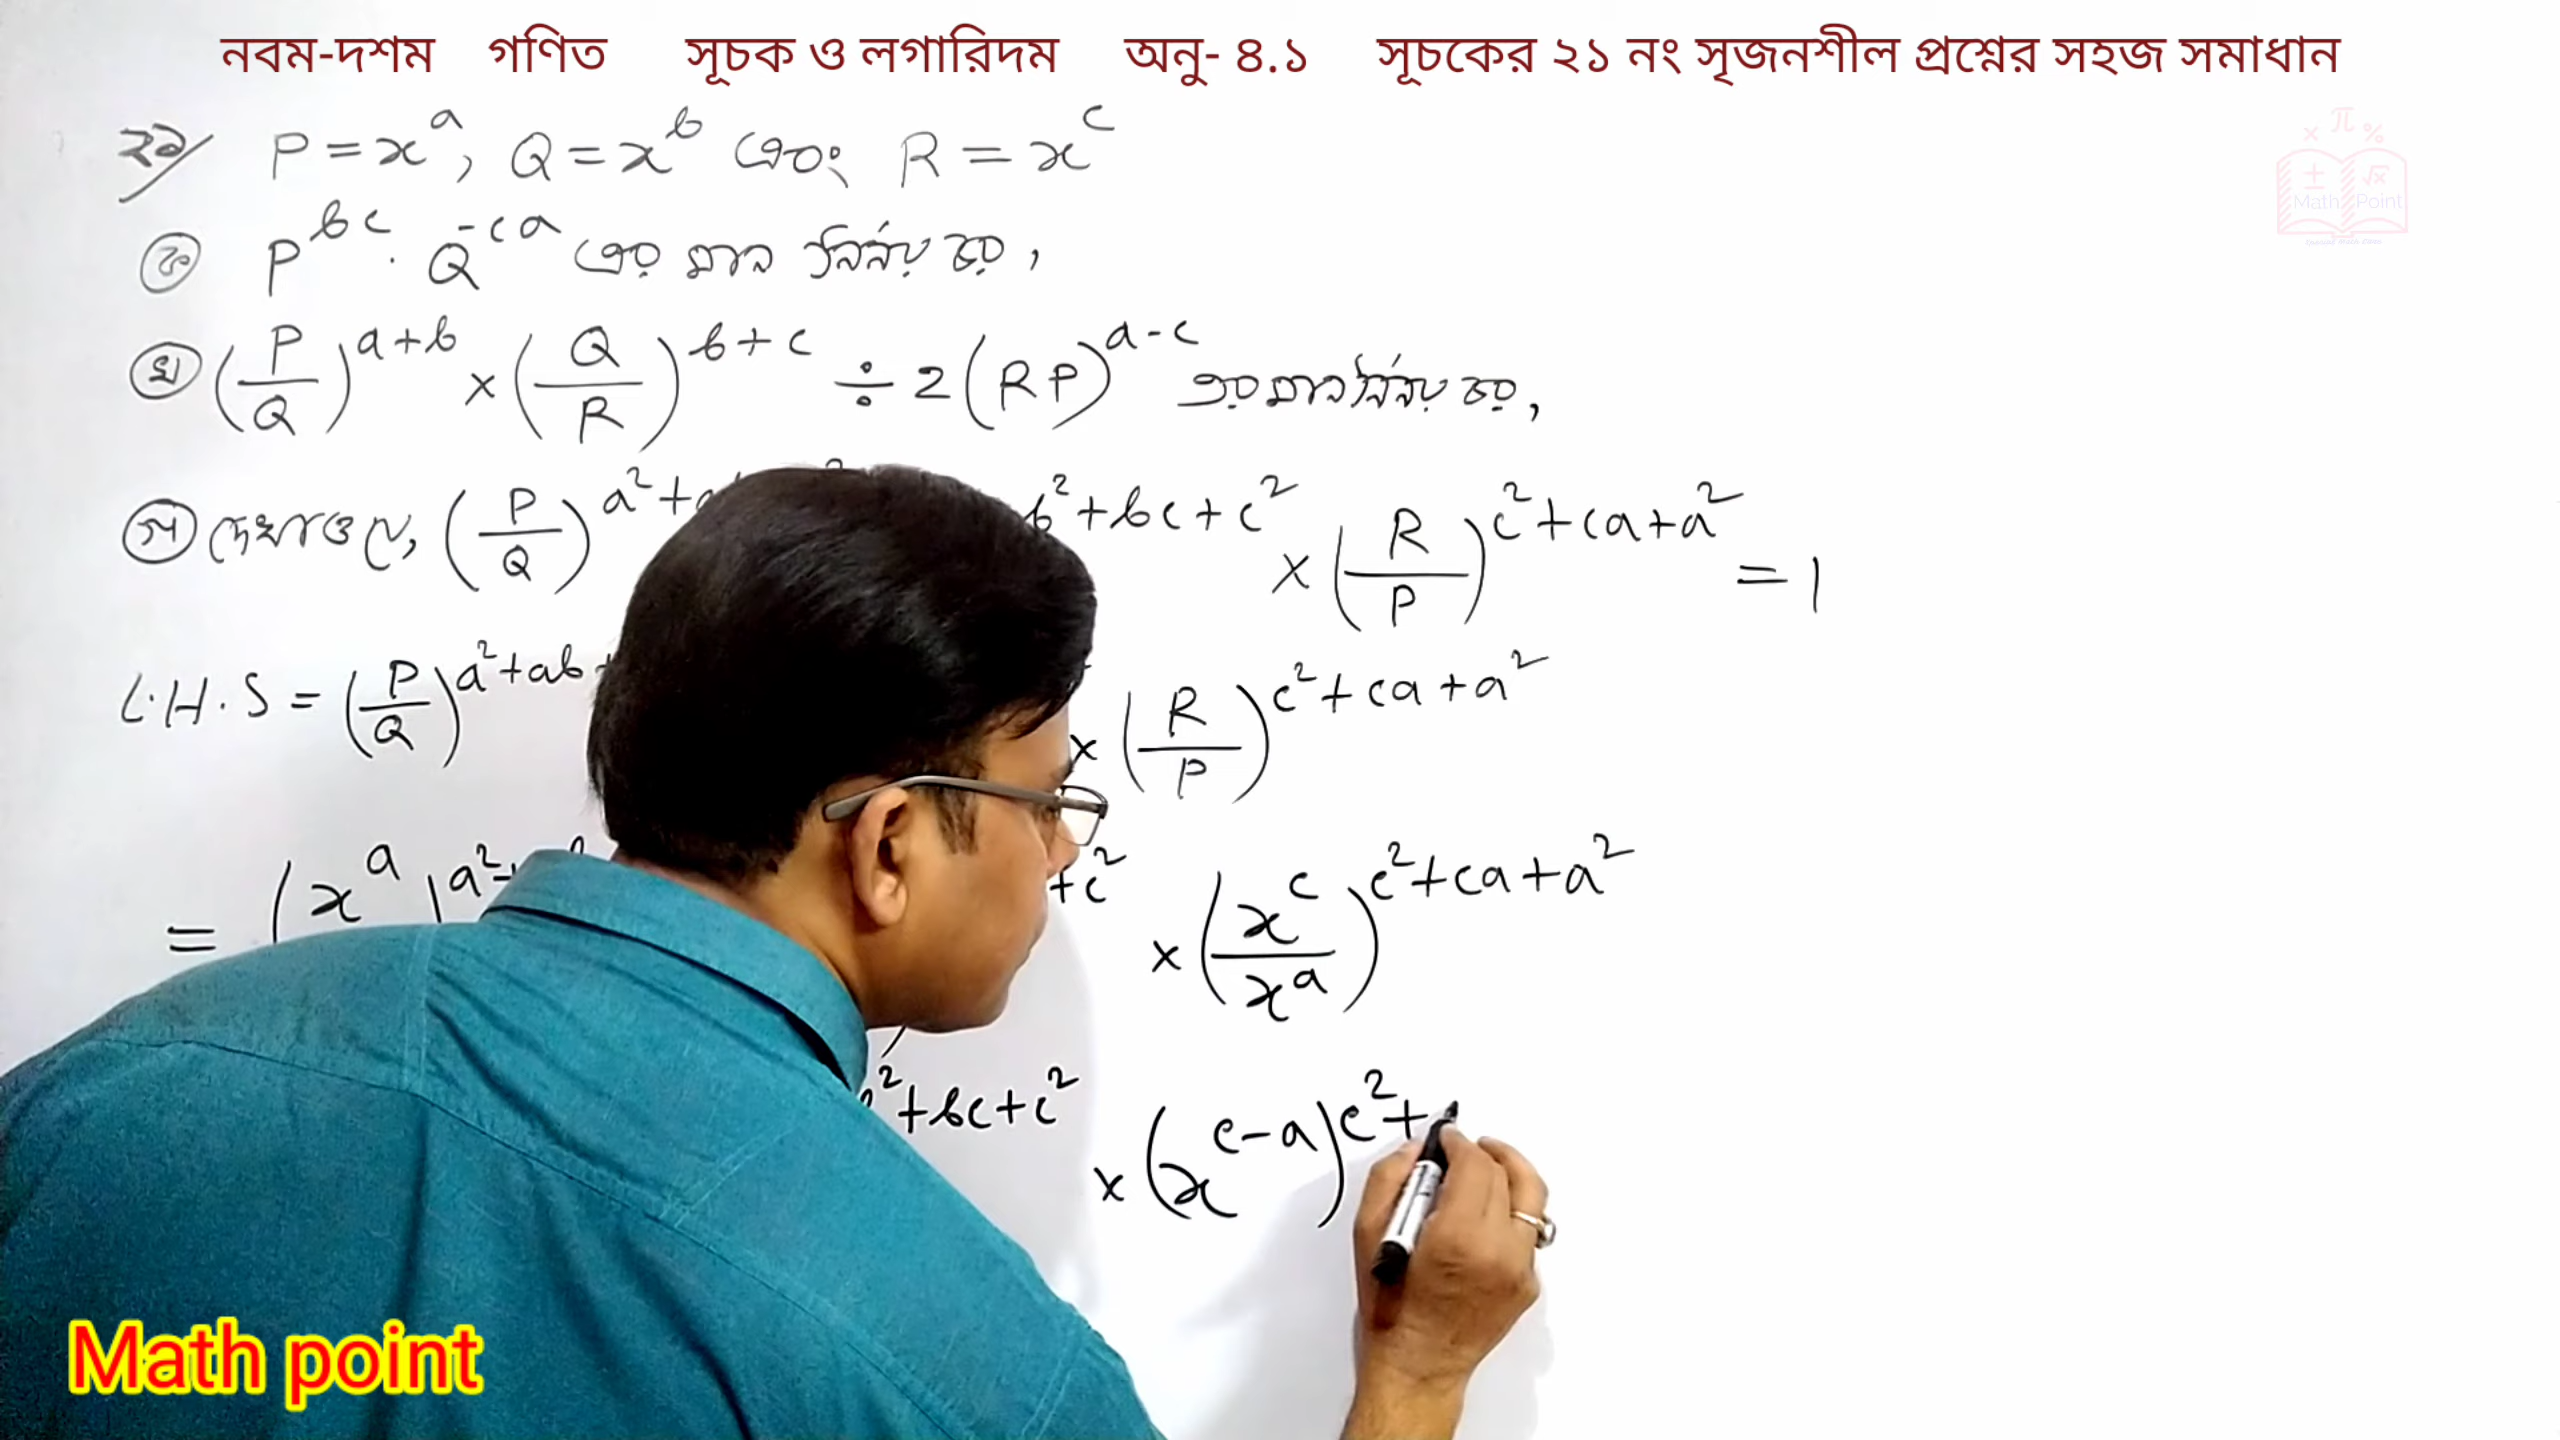 নবম-দশম গণিত সূচক ও লগারিদম অনু- ৪.১ সূচকের ২১ নং সৃজনশীল প্রশ্নের সহজ সমাধান
২১/ P = x^a, Q = x^b এবং R = x^c
ক P^bc . Q^-ca এর মান নির্ণয় কর,
খ (P/Q)^a+b × (Q/R)^b+c ÷ 2(RP)^a-c এর মান নির্ণয় কর,
গ দেখাও যে, (P/Q)^a²+ b²+bc+c² × (R/P)^c²+ca+a² = 1
L.H.S = (P/Q)^a²+ab × (R/P)^c²+ca+a²
= (x^a )^a² +c² × (x^c/x^a)^c²+ca+a²
²+bc+c² × (x^c-a)^c²+
Math Point
Math point